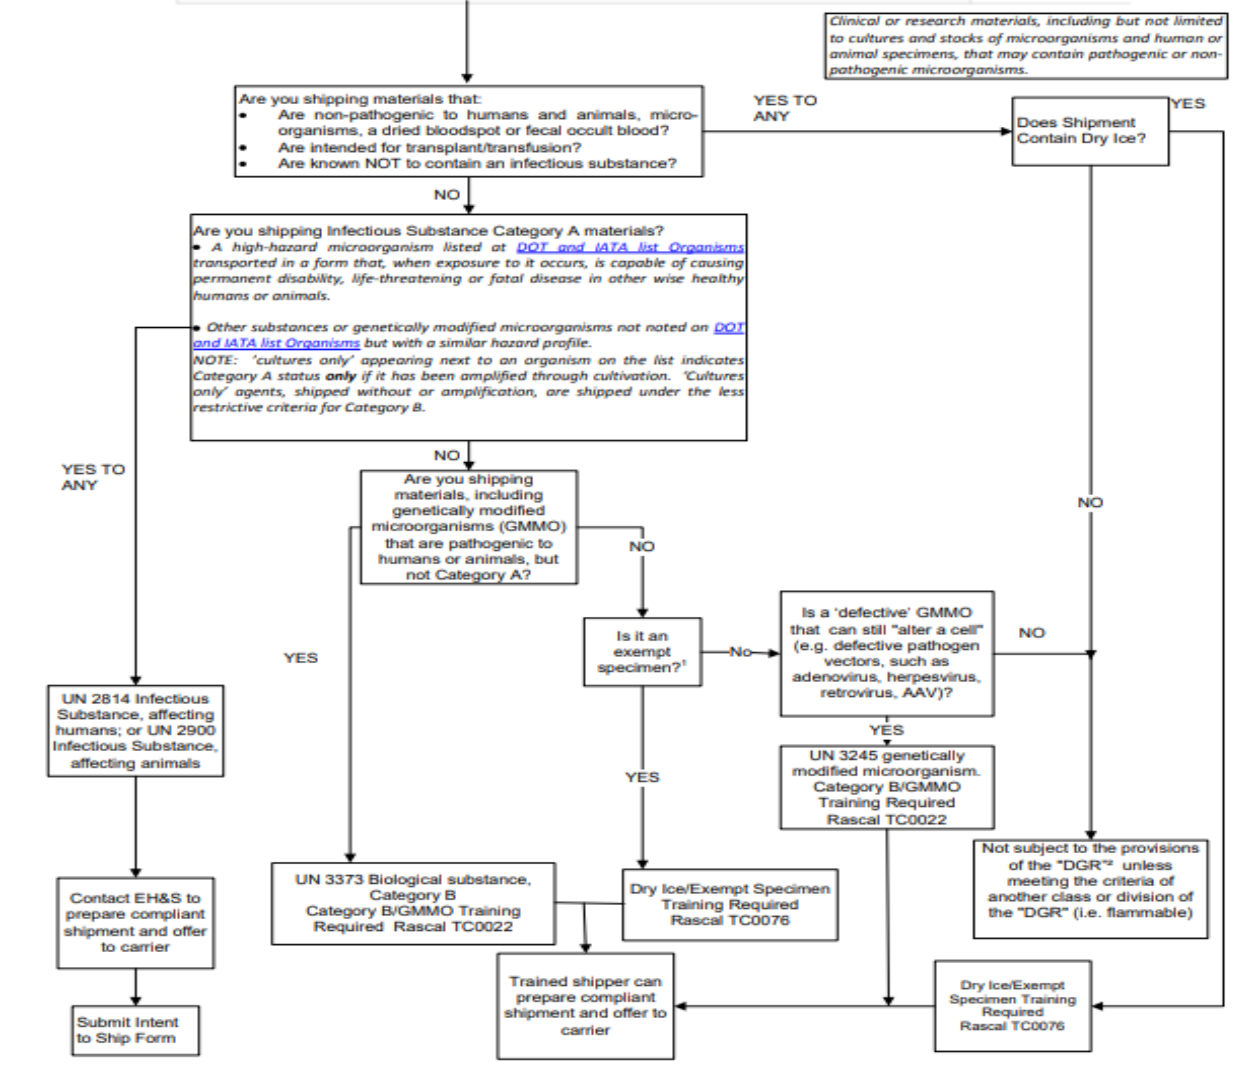 Clinical or research materials, including but not limited
to cultures and stocks of microorganisms and human or
animal specimens, that may contain pathogenic or non-
pathogenic microorganisms.
Are you shipping materials that:
• Are non-pathogenic to humans and animals, micro-
organisms, a dried bloodspot or fecal occult blood?
• Are intended for transplant/transfusion?
• Are known NOT to contain an infectious substance?
YES TO
ANY
Does Shipment
Contain Dry Ice?
YES
NO
Are you shipping Infectious Substance Category A materials?
• A high-hazard microorganism listed at DOT and IATA list Organisms
transported in a form that, when exposure to it occurs, is capable of causing
permanent disability, life-threatening or fatal disease in other wise healthy
humans or animals.
• Other substances or genetically modified microorganisms not noted on DOT
and IATA list Organisms but with a similar hazard profile.
NOTE: 'cultures only' appearing next to an organism on the list indicates
Category A status only if it has been amplified through cultivation. 'Cultures
only' agents, shipped without or amplification, are shipped under the less
restrictive criteria for Category B.
YES TO
ANY
NO
NO
Are you shipping
materials, including
genetically modified
microorganisms (GMMO)
that are pathogenic to
humans or animals, but
not Category A?
NO
YES
Is it an
exempt
specimen?¹
No
Is a 'defective' GMMO
that can still "alter a cell"
(e.g. defective pathogen
vectors, such as
adenovirus, herpesvirus,
retrovirus, AAV)?
NO
YES
YES
UN 2814 Infectious
Substance, affecting
humans; or UN 2900
Infectious Substance,
affecting animals
UN 3245 genetically
modified microorganism.
Category B/GMMO
Training Required
Rascal TC0022
Not subject to the provisions
of the "DGR"² unless
meeting the criteria of
another class or division of
the "DGR" (i.e. flammable)
Contact EH&S to
prepare compliant
shipment and offer
to carrier
UN 3373 Biological substance,
Category B
Category B/GMMO Training
Required Rascal TC0022
Dry Ice/Exempt Specimen
Training Required
Rascal TC0076
Trained shipper can
prepare compliant
shipment and offer to
carrier
Dry Ice/Exempt
Specimen Training
Required
Rascal TC0076
Submit Intent
to Ship Form